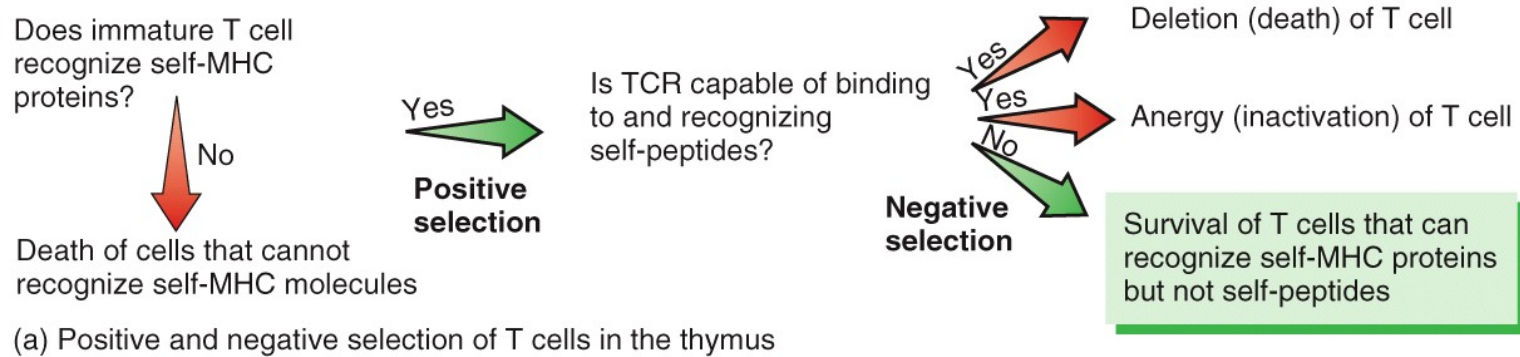 Does immature T cell
recognize self-MHC
proteins?
No
Death of cells that cannot
recognize self-MHC molecules
Yes
Positive
selection
Is TCR capable of binding
to and recognizing
self-peptides?
Yes
Yes
No
Negative
selection
Deletion (death) of T cell
Anergy (inactivation) of T cell
Survival of T cells that can
recognize self-MHC proteins
but not self-peptides
(a) Positive and negative selection of T cells in the thymus